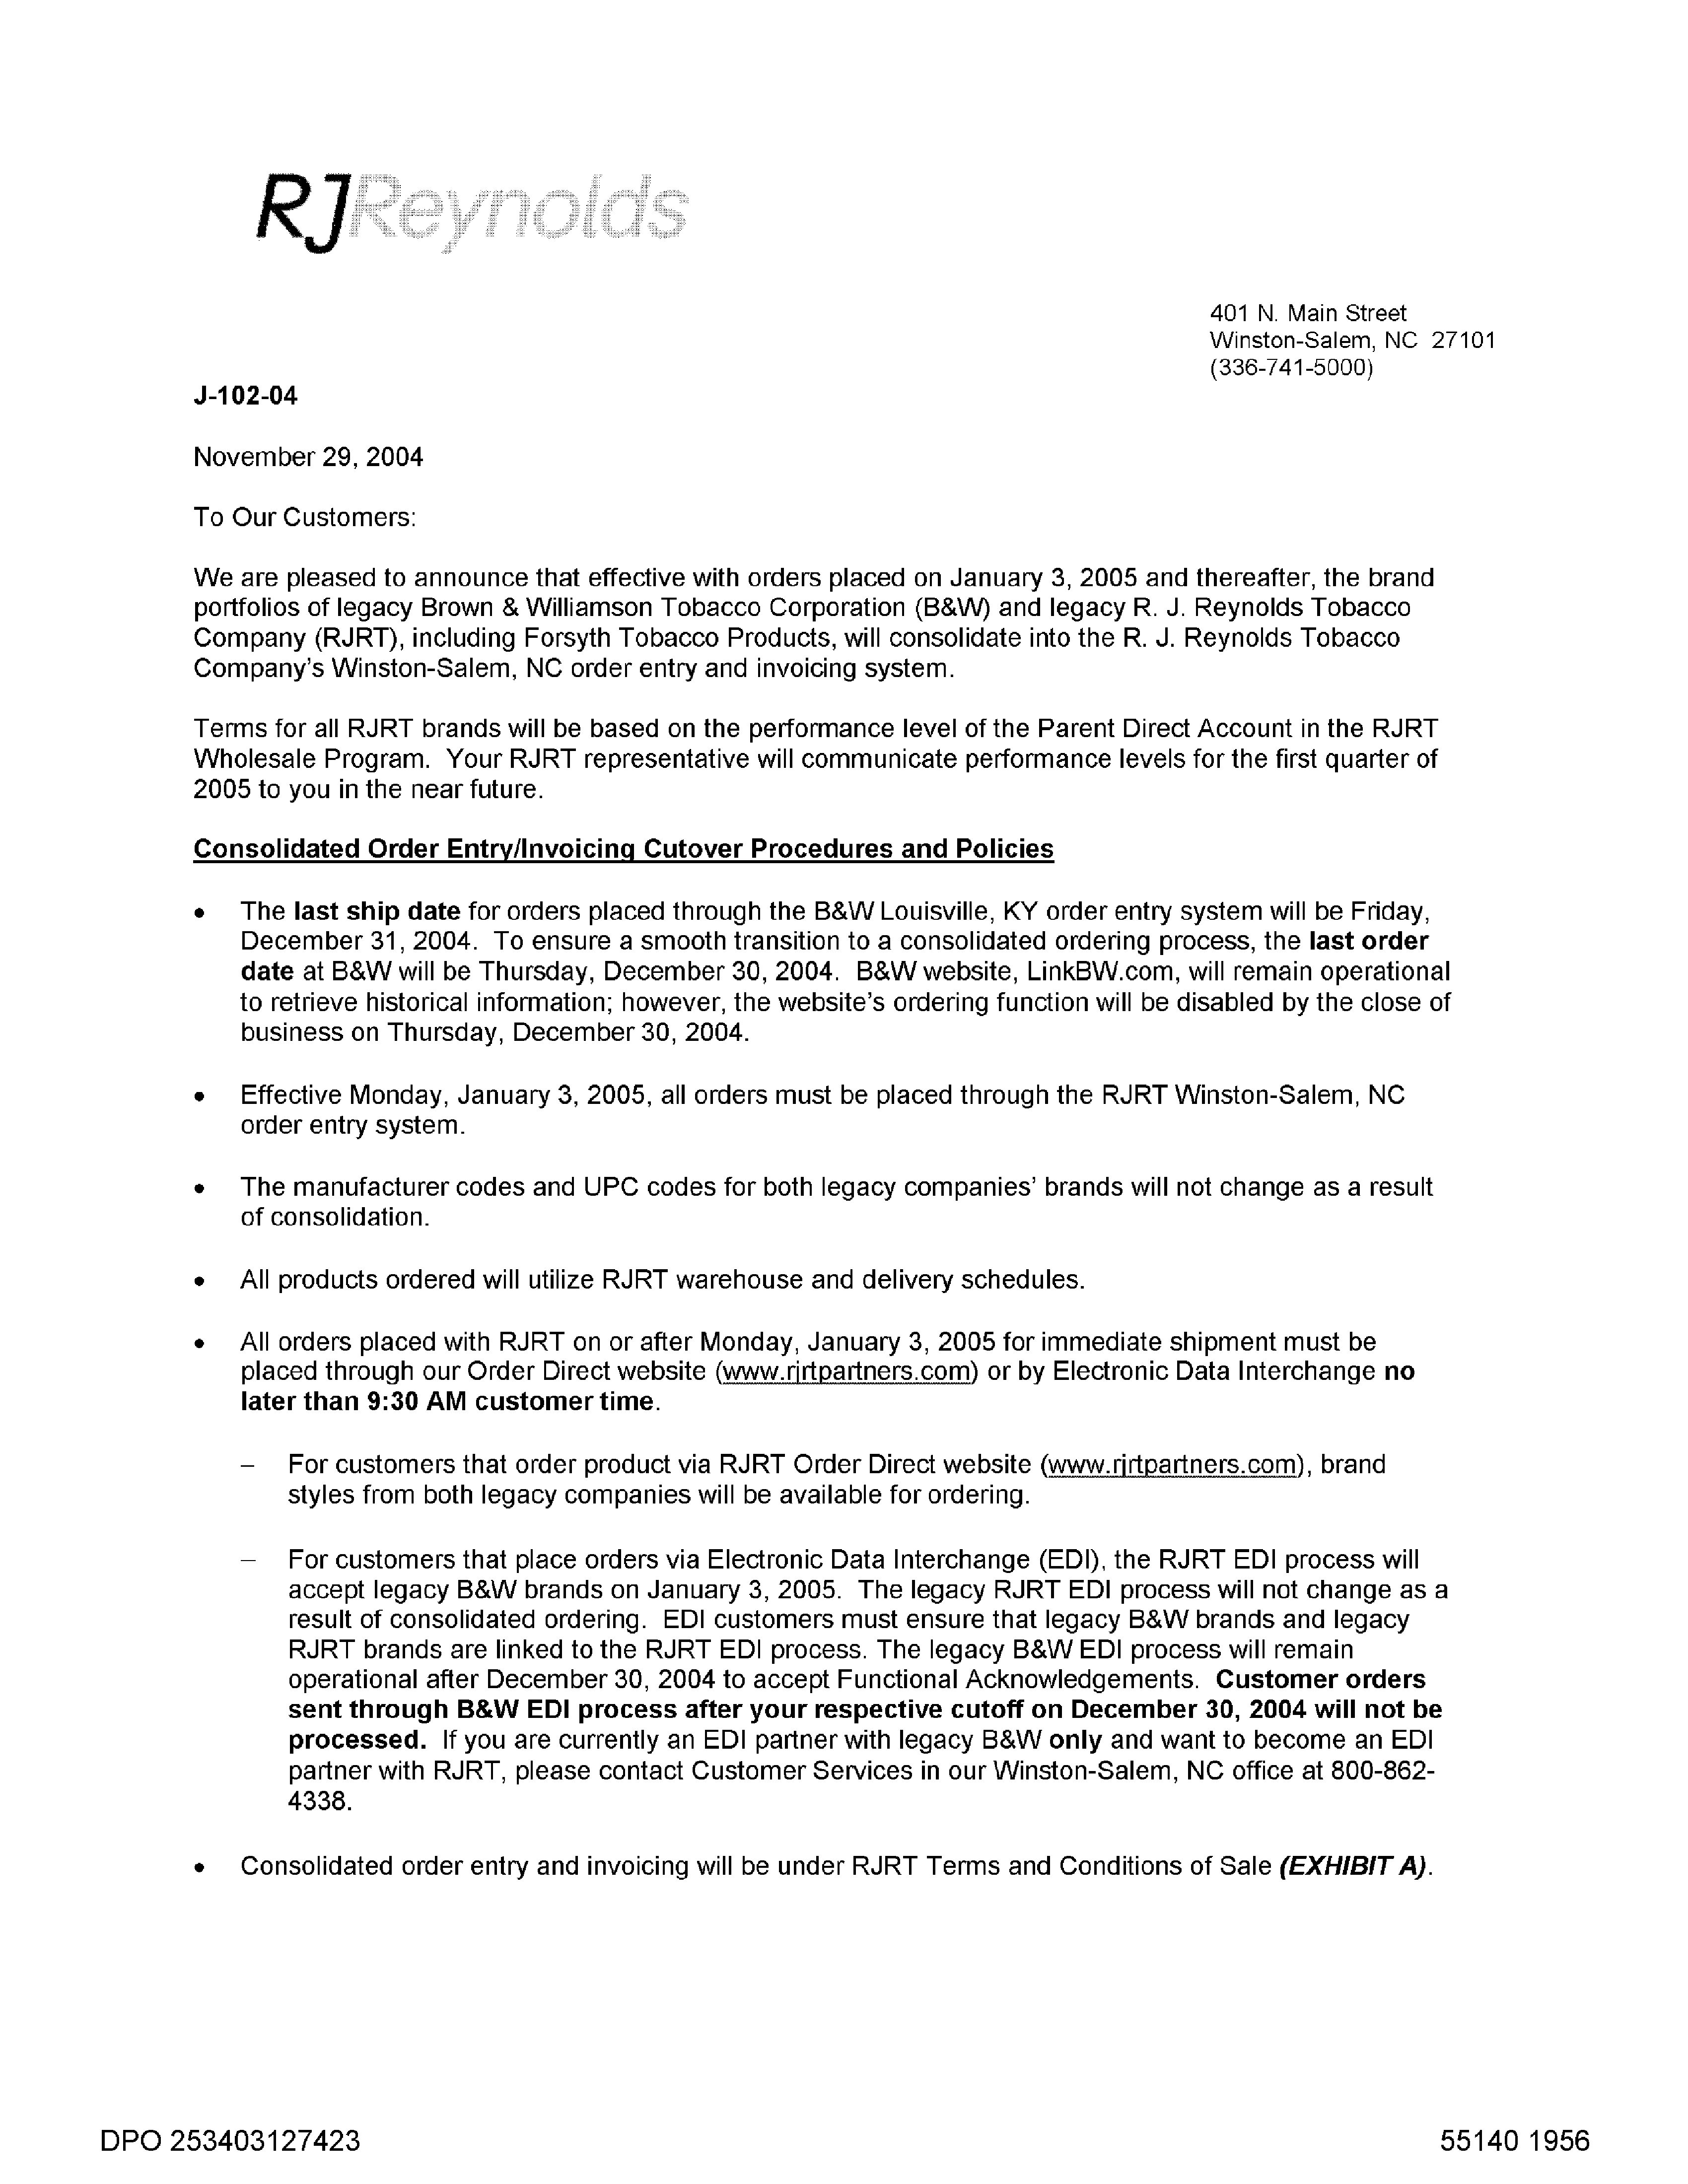 RJReynolds
401 N. Main Street
Winston-Salem, NC  27101
(336-741-5000)
J-102-04
November 29, 2004
To Our Customers:
We are pleased to announce that effective with orders placed on January 3, 2005 and thereafter, the brand
portfolios of legacy Brown & Williamson Tobacco Corporation (B&W) and legacy R. J. Reynolds Tobacco
Company (RJRT), including Forsyth Tobacco Products, will consolidate into the R. J. Reynolds Tobacco
Company's Winston-Salem, NC order entry and invoicing system.
Terms for all RJRT brands will be based on the performance level of the Parent Direct Account in the RJRT
Wholesale Program.  Your RJRT representative will communicate performance levels for the first quarter of
2005 to you in the near future.
Consolidated Order Entry/Invoicing Cutover Procedures and Policies
• The last ship date for orders placed through the B&W Louisville, KY order entry system will be Friday,
December 31, 2004.  To ensure a smooth transition to a consolidated ordering process, the last order
date at B&W will be Thursday, December 30, 2004.  B&W website, LinkBW.com, will remain operational
to retrieve historical information; however, the website's ordering function will be disabled by the close of
business on Thursday, December 30, 2004.
• Effective Monday, January 3, 2005, all orders must be placed through the RJRT Winston-Salem, NC
order entry system.
• The manufacturer codes and UPC codes for both legacy companies' brands will not change as a result
of consolidation.
• All products ordered will utilize RJRT warehouse and delivery schedules.
• All orders placed with RJRT on or after Monday, January 3, 2005 for immediate shipment must be
placed through our Order Direct website (www.rjrtpartners.com) or by Electronic Data Interchange no
later than 9:30 AM customer time.
– For customers that order product via RJRT Order Direct website (www.rjrtpartners.com), brand
styles from both legacy companies will be available for ordering.
– For customers that place orders via Electronic Data Interchange (EDI), the RJRT EDI process will
accept legacy B&W brands on January 3, 2005.  The legacy RJRT EDI process will not change as a
result of consolidated ordering.  EDI customers must ensure that legacy B&W brands and legacy
RJRT brands are linked to the RJRT EDI process. The legacy B&W EDI process will remain
operational after December 30, 2004 to accept Functional Acknowledgements.  Customer orders
sent through B&W EDI process after your respective cutoff on December 30, 2004 will not be
processed.  If you are currently an EDI partner with legacy B&W only and want to become an EDI
partner with RJRT, please contact Customer Services in our Winston-Salem, NC office at 800-862-
4338.
• Consolidated order entry and invoicing will be under RJRT Terms and Conditions of Sale (EXHIBIT A).
DPO 253403127423
55140 1956